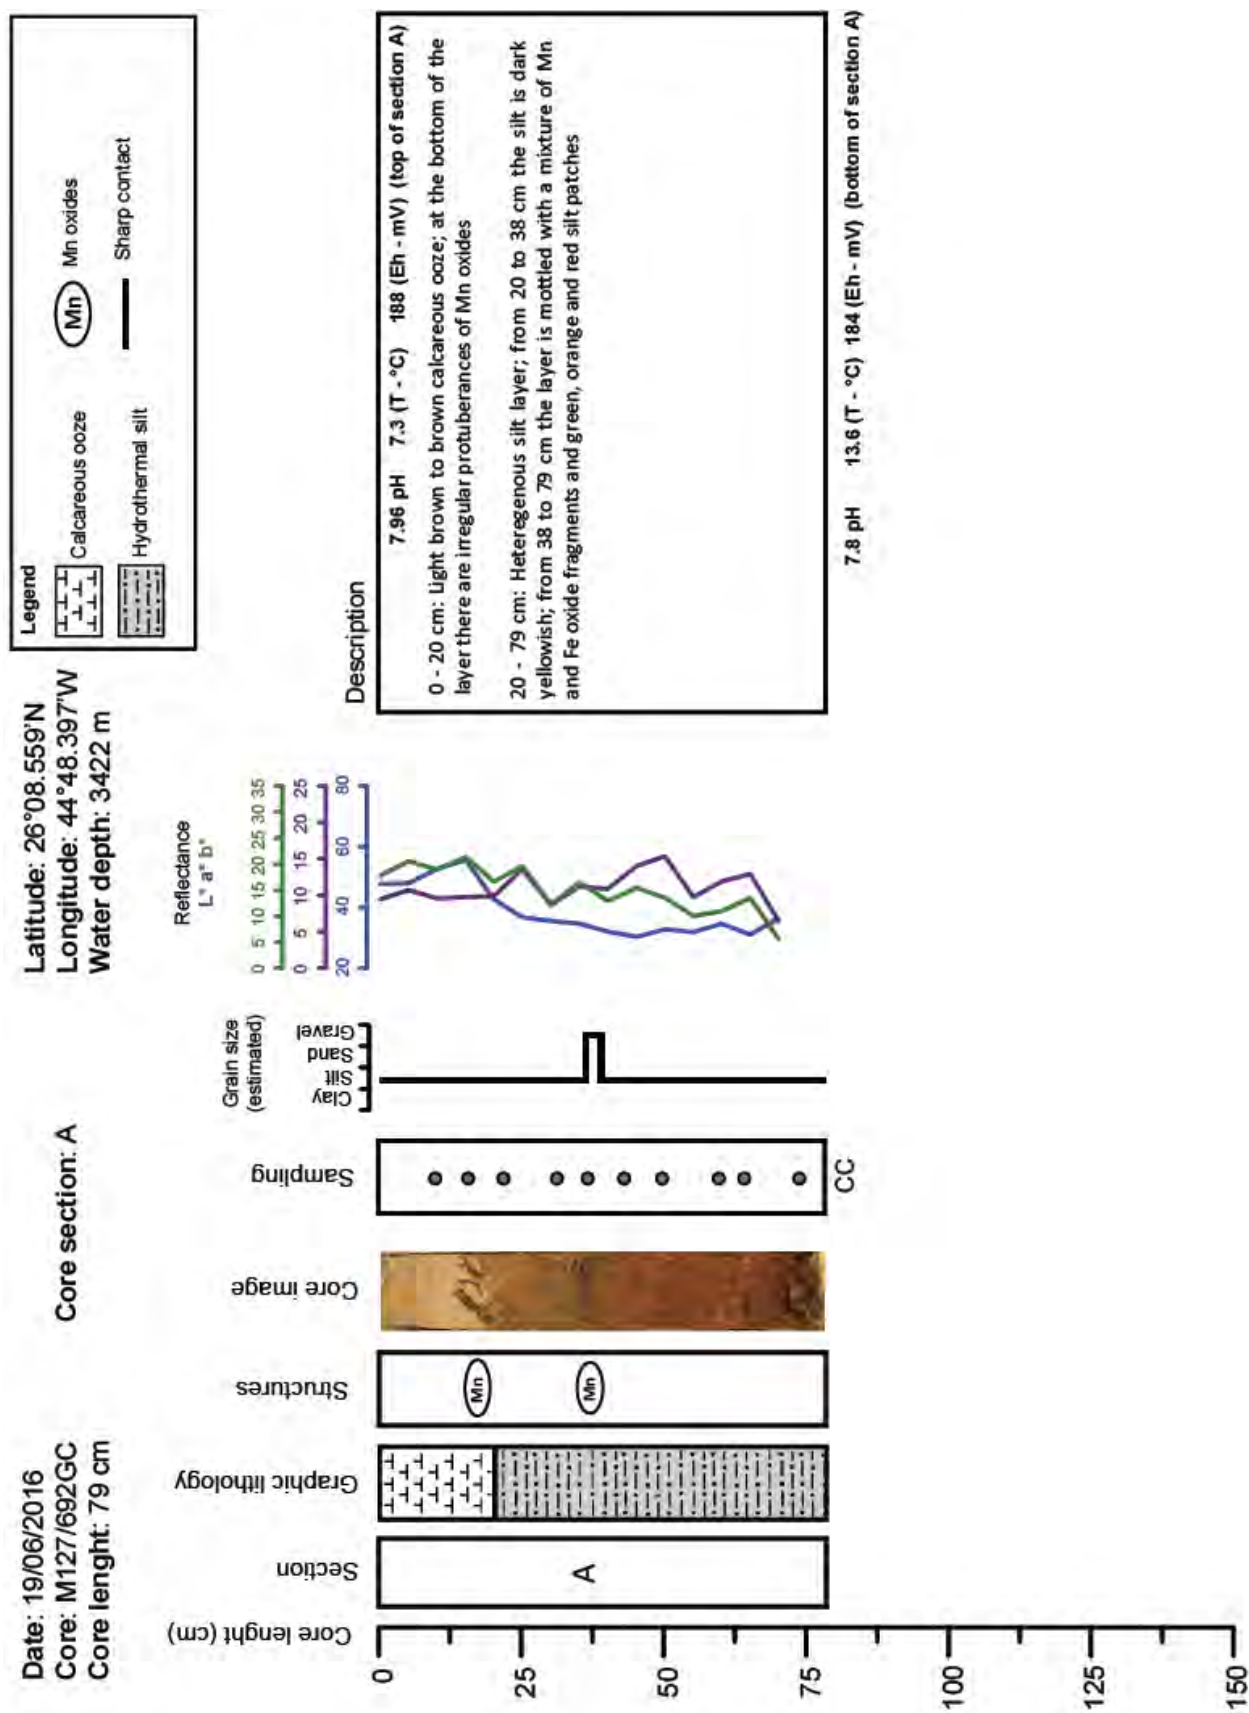 Date: 19/06/2016
Core: M127/692GC
Core section: A
Core lenght: 79 cm
Latitude: 26°08.559'N
Longitude: 44°48.397'W
Water depth: 3422 m
Legend
Calcareous ooze
Mn
Mn oxides
Hydrothermal silt
Sharp contact
Core lenght (cm)
Section
Graphic lithology
Structures
Core image
Sampling
Grain size
(estimated)
Clay
Silt
Sand
Gravel
Reflectance
L* a* b*
0 5 10 15 20 25 30 35
0 5 10 15 20 25
20 40 60 80
Description
0
25
50
75
100
125
150
A
Mn
Mn
CC
7.96 pH 7.3 (T - °C) 188 (Eh - mV) (top of section A)
0 - 20 cm: Light brown to brown calcareous ooze; at the bottom of the
layer there are irregular protuberances of Mn oxides
20 - 79 cm: Heteregenous silt layer; from 20 to 38 cm the silt is dark
yellowish; from 38 to 79 cm the layer is mottled with a mixture of Mn
and Fe oxide fragments and green, orange and red silt patches
7.8 pH 13.6 (T - °C) 184 (Eh - mV) (bottom of section A)